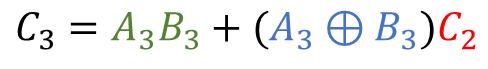 C₃ = A₃B₃ + (A₃ ⊕ B₃)C₂